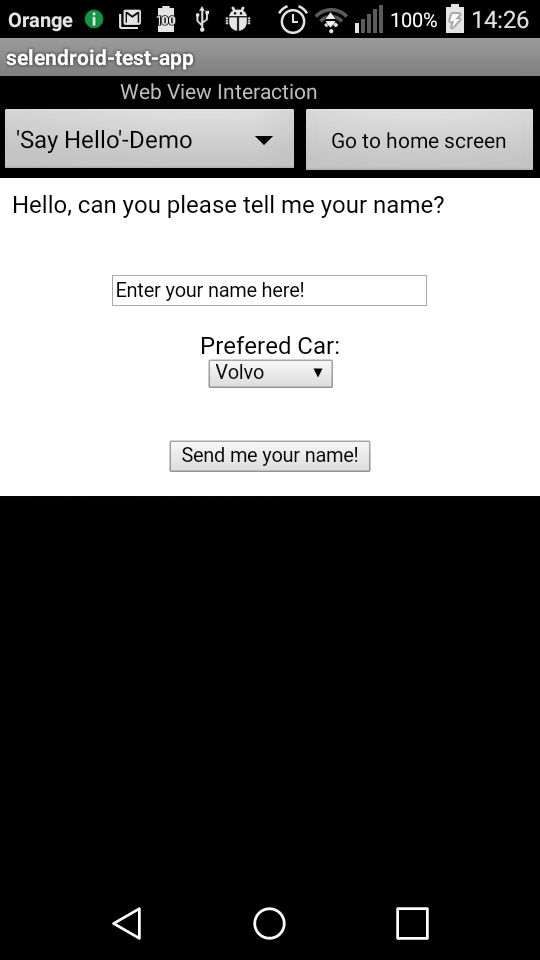 Orange 100 100% 14:26
selendroid-test-app
Web View Interaction
'Say Hello'-Demo Go to home screen
Hello, can you please tell me your name?
Enter your name here!
Prefered Car:
Volvo
Send me your name!